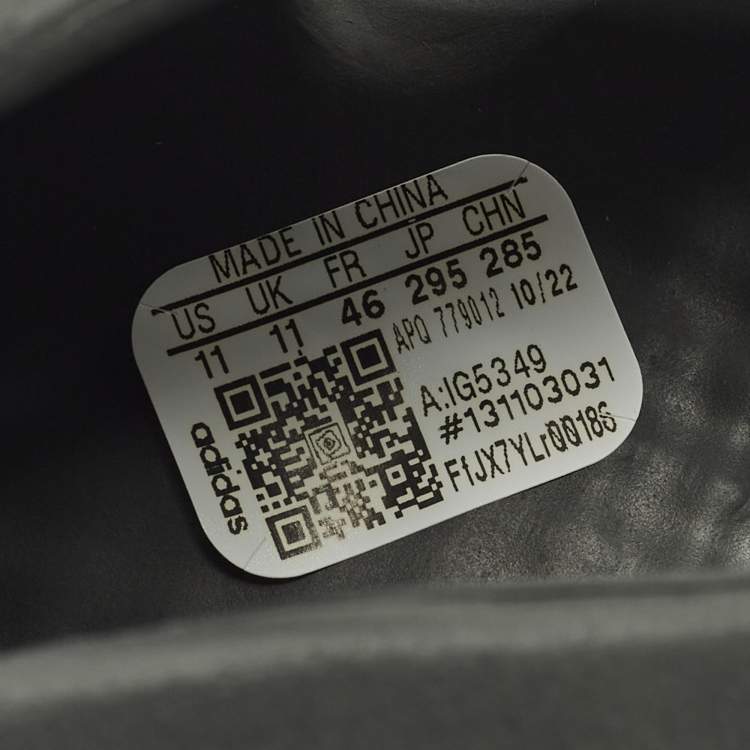 MADE IN CHINA
US UK FR JP CHN
11 11 46 295 285
APQ 779012 10/22
A:IG5349
#131103031
adidas